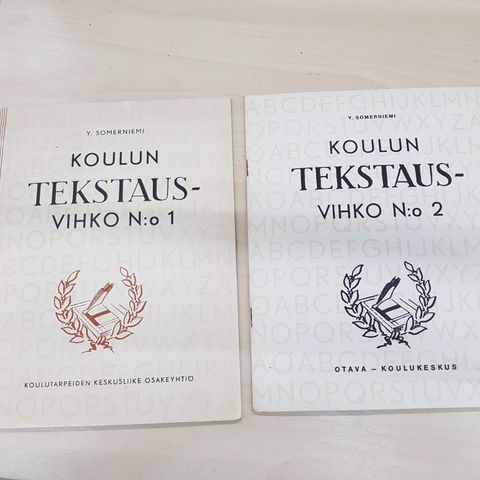 Y. SOMERNIEMI
KOULUN
TEKSTAUS-
VIHKO N:o 1
KOULUTARPEIDEN KESKUSLIIKE OSAKEYHTIÖ
Y. SOMERNIEMI
KOULUN
TEKSTAUS-
VIHKO N:o 2
OTAVA – KOULUKESKUS